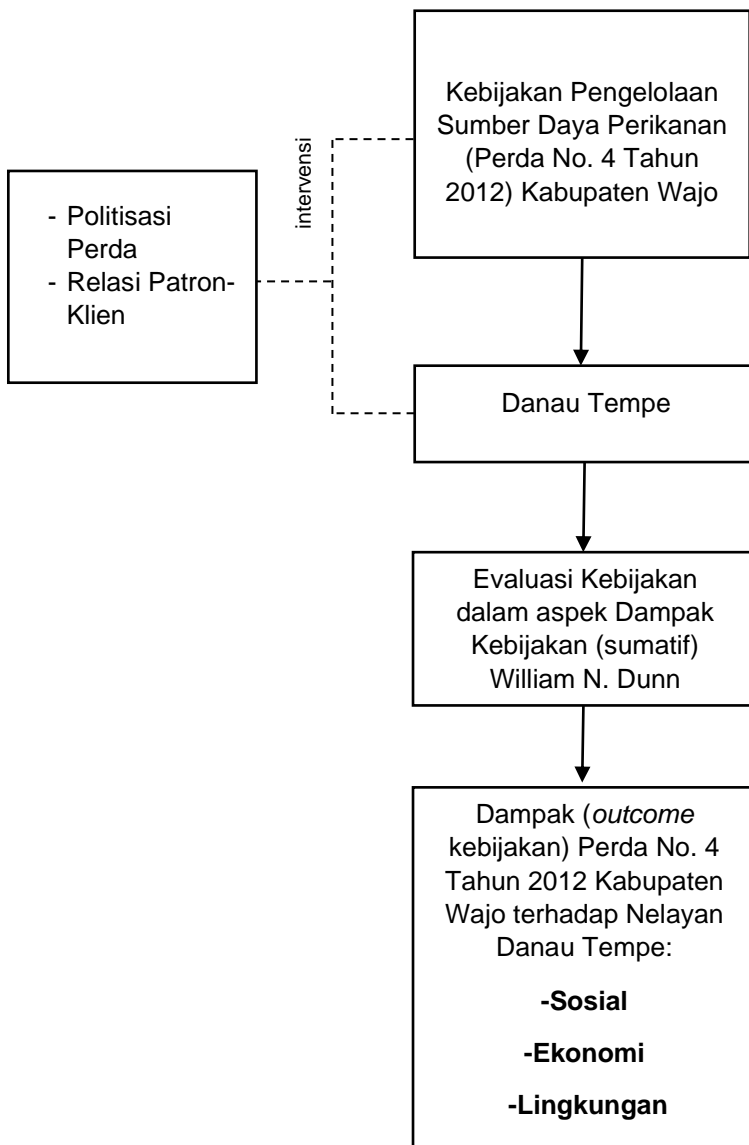 Kebijakan Pengelolaan
Sumber Daya Perikanan
(Perda No. 4 Tahun
2012) Kabupaten Wajo
intervensi
- Politisasi
Perda
- Relasi Patron-
Klien
Danau Tempe
Evaluasi Kebijakan
dalam aspek Dampak
Kebijakan (sumatif)
William N. Dunn
Dampak (outcome
kebijakan) Perda No. 4
Tahun 2012 Kabupaten
Wajo terhadap Nelayan
Danau Tempe:
-Sosial
-Ekonomi
-Lingkungan